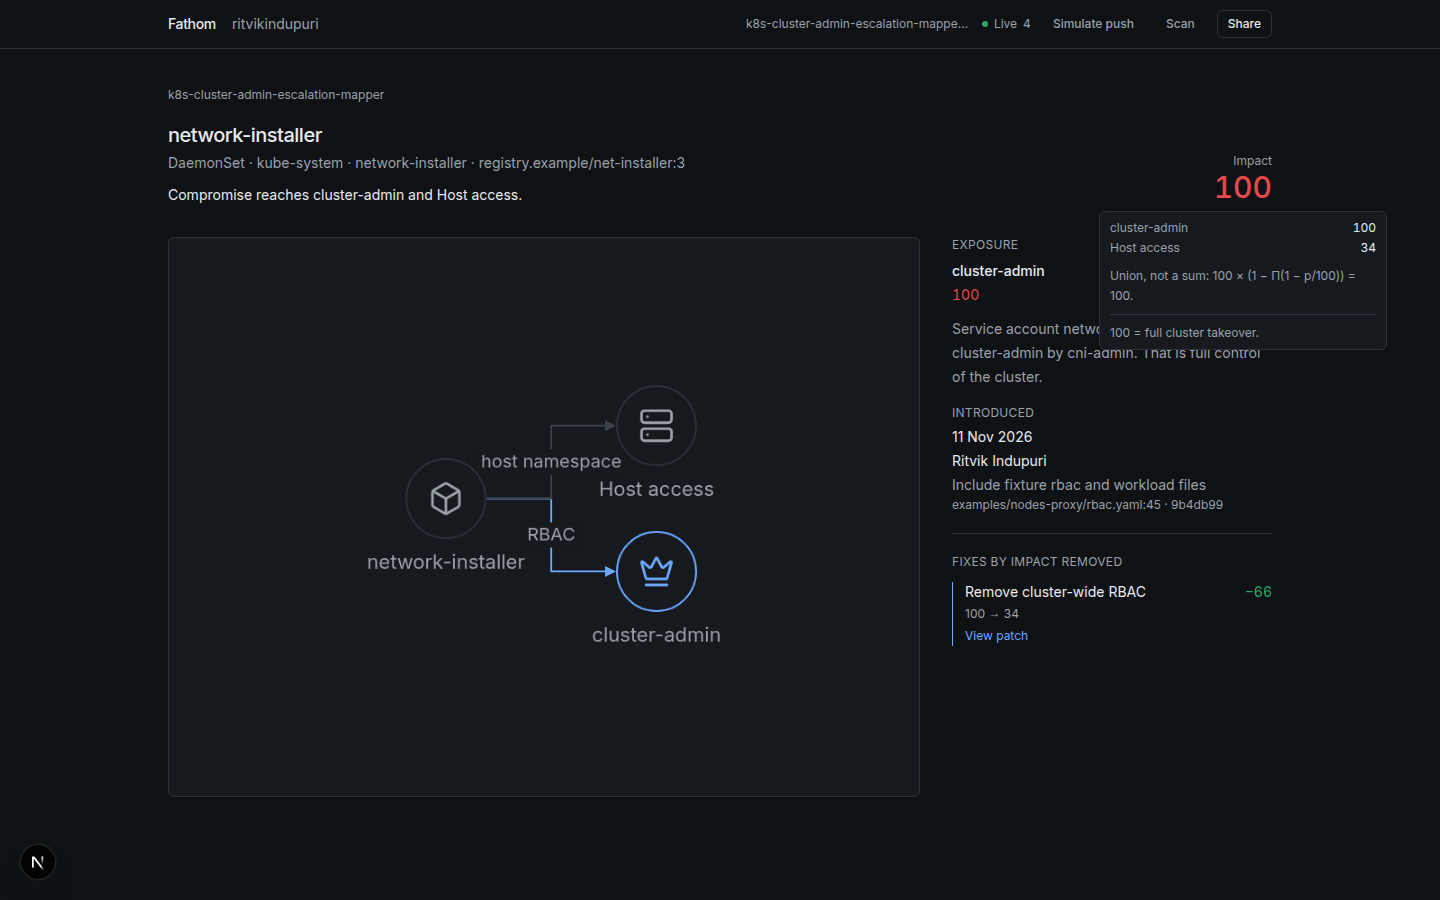 Fathom ritvikindupuri
k8s-cluster-admin-escalation-mappe... Live 4 Simulate push Scan Share
k8s-cluster-admin-escalation-mapper
network-installer
DaemonSet · kube-system · network-installer · registry.example/net-installer:3
Compromise reaches cluster-admin and Host access.
Impact
100
cluster-admin 100
Host access 34
Union, not a sum: 100 × (1 − Π(1 − p/100)) =
100.
100 = full cluster takeover.
host namespace
Host access
RBAC
network-installer
cluster-admin
EXPOSURE
cluster-admin
100
Service account
cluster-admin by cni-admin. That is full control
of the cluster.
INTRODUCED
11 Nov 2026
Ritvik Indupuri
Include fixture rbac and workload files
examples/nodes-proxy/rbac.yaml:45 · 9b4db99
FIXES BY IMPACT REMOVED
Remove cluster-wide RBAC −66
100 → 34
View patch
N